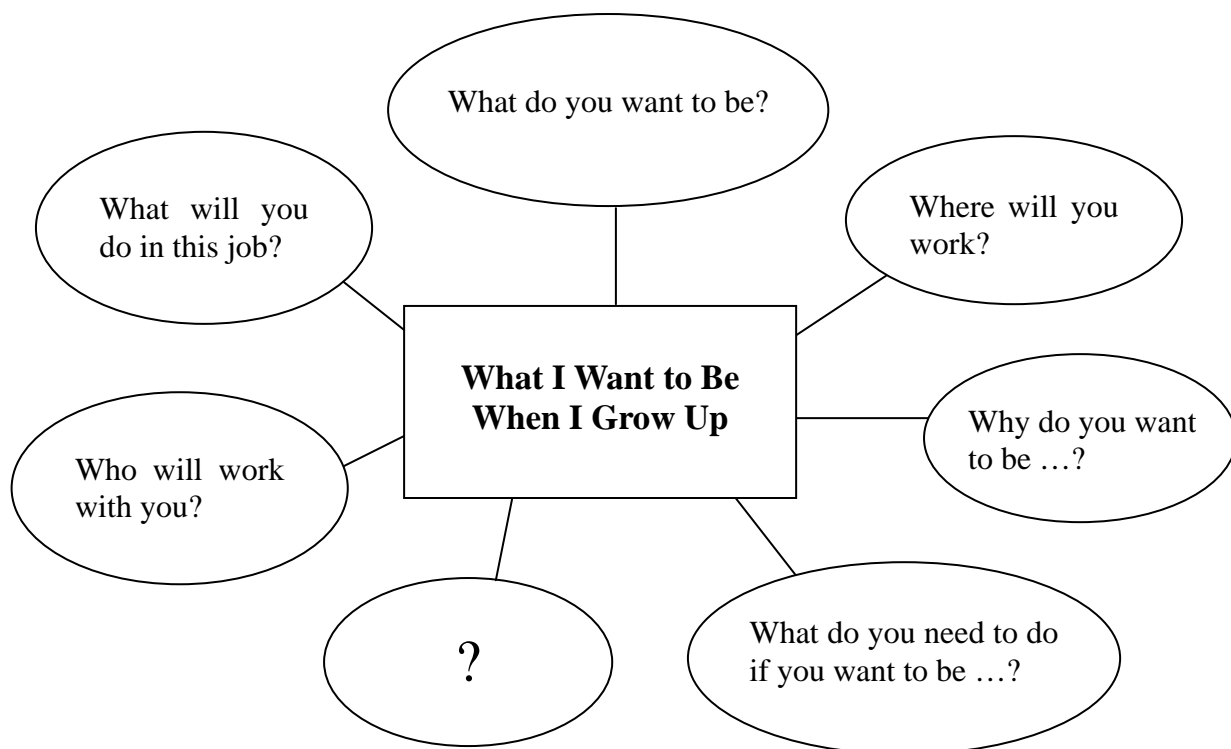 What do you want to be?
What will you
do in this job?
Where will you
work?
What I Want to Be
When I Grow Up
Why do you want
to be …?
Who will work
with you?
?
What do you need to do
if you want to be …?